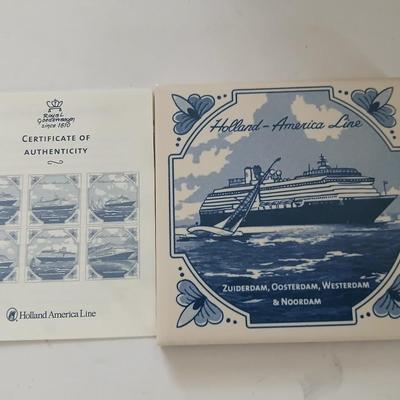 Royal
Goedewaagen
since 1610
CERTIFICATE OF
AUTHENTICITY
Holland America Line
Holland - America Line
ZUIDERDAM, OOSTERDAM, WESTERDAM
& NOORDAM